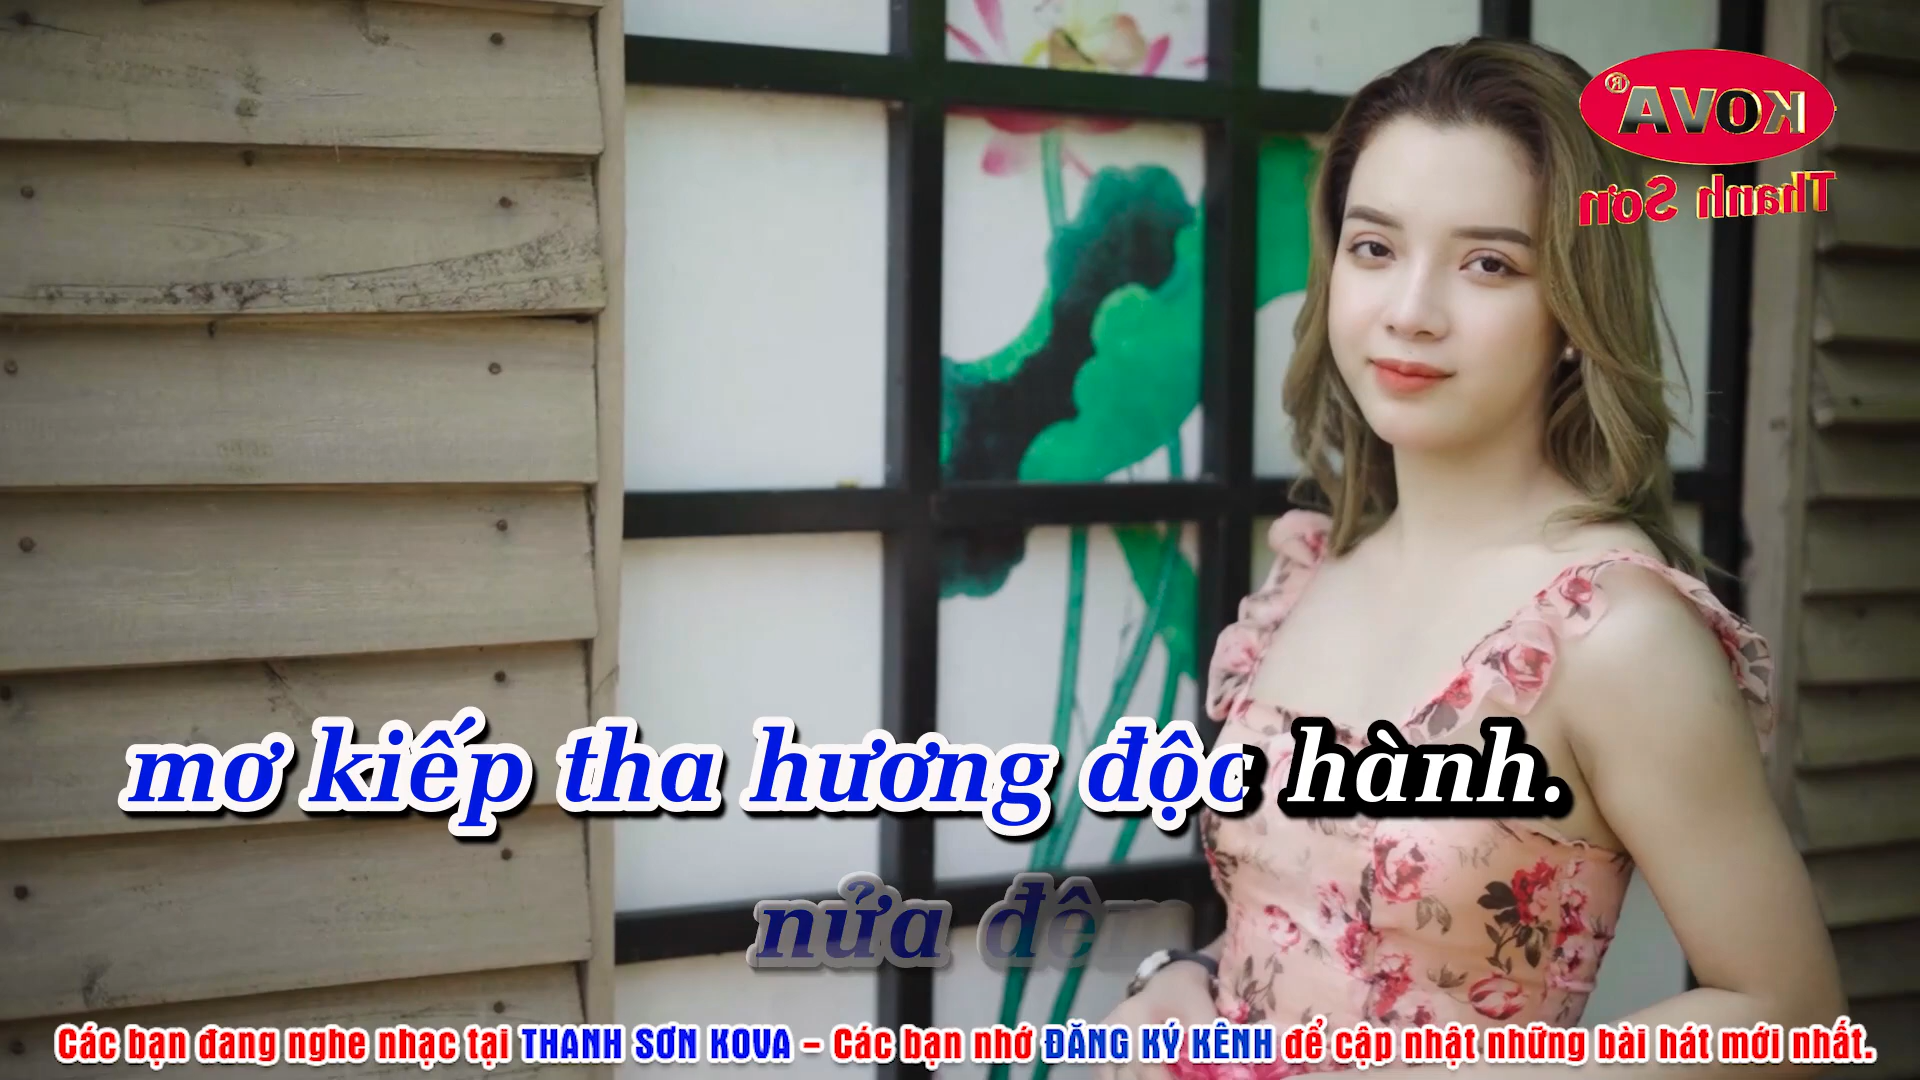 KOVA®
Thanh Sơn
mơ kiếp tha hương độc hành.
nửa đêm
Các bạn đang nghe nhạc tại THANH SƠN KOVA – Các bạn nhớ ĐĂNG KÝ KÊNH để cập nhật những bài hát mới nhất.